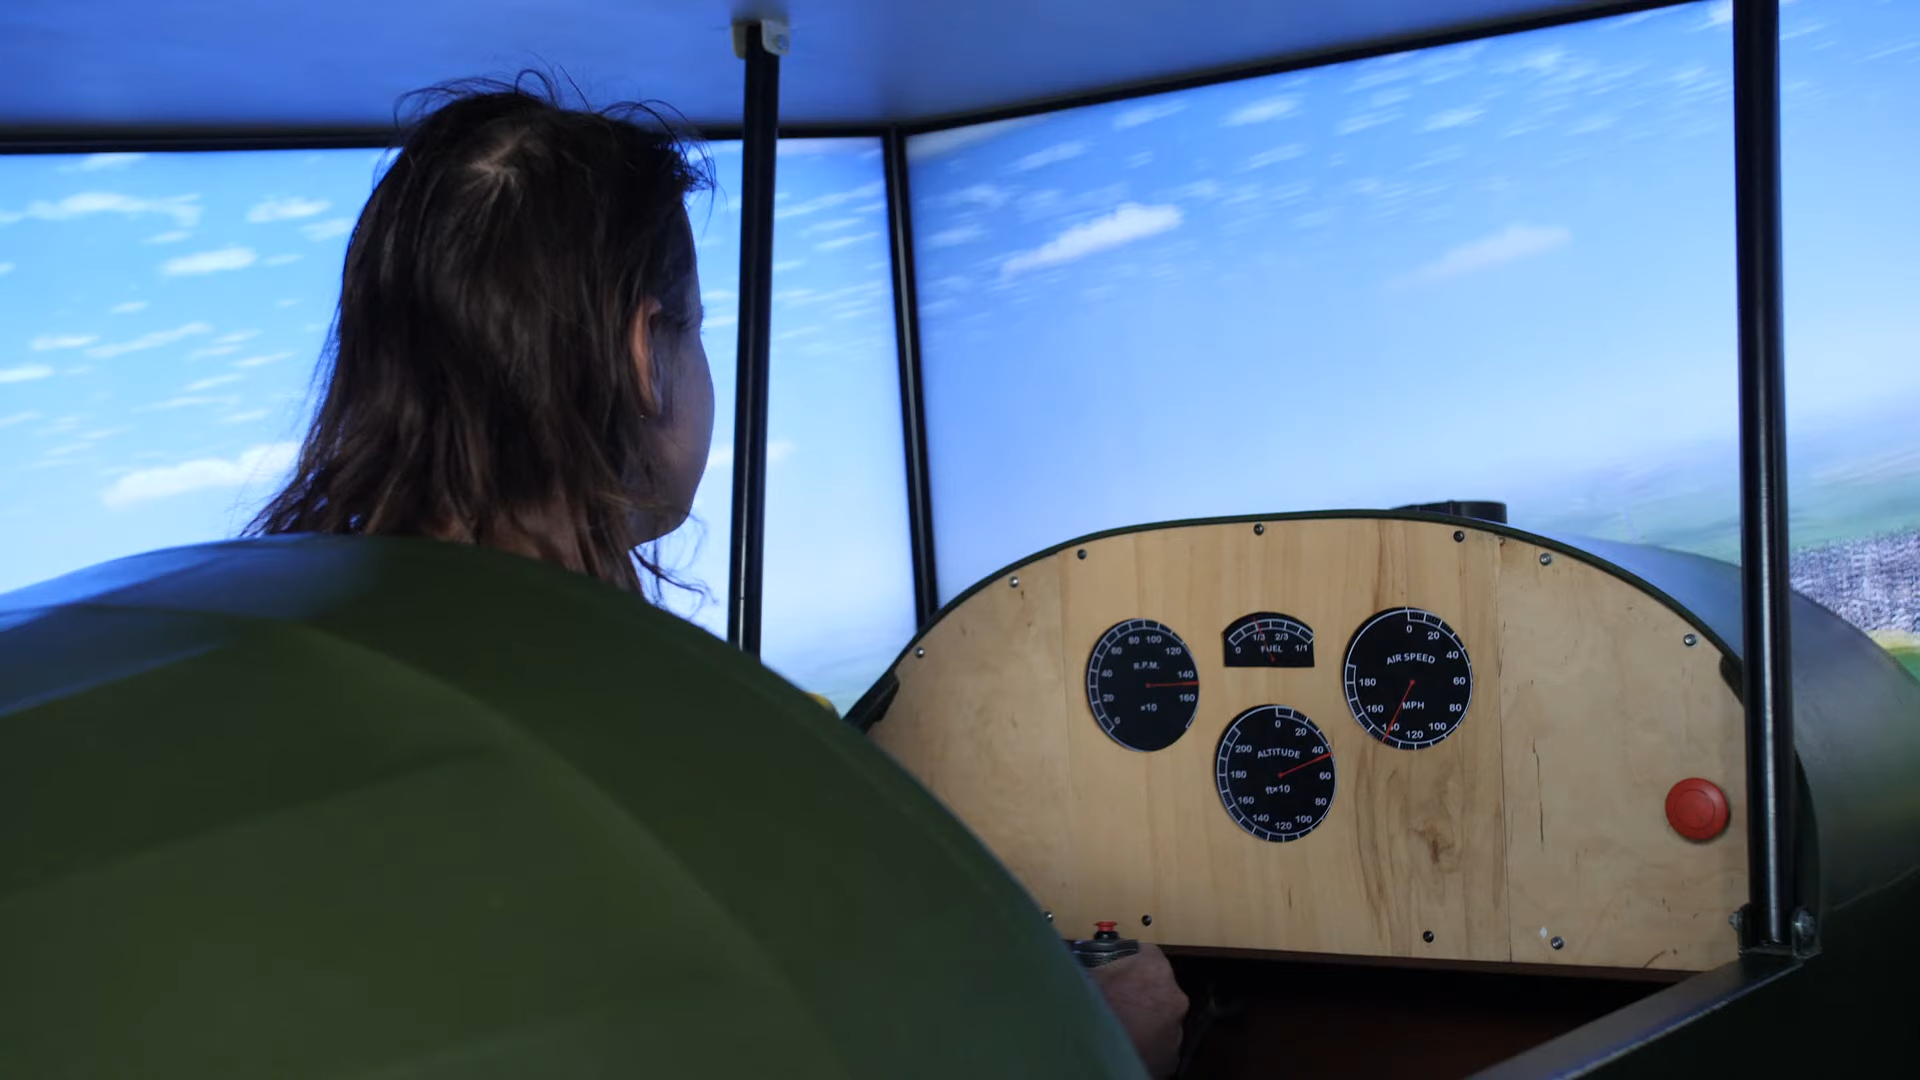 80 100
60 120
R.P.M.
40 140
20 160
×10
0
1/3 2/3
0 FUEL 1/1
0 20
AIR SPEED 40
180 60
160 MPH 80
140 120 100
0 20
200 ALTITUDE 40
180 60
ft×10
160 80
140 120 100